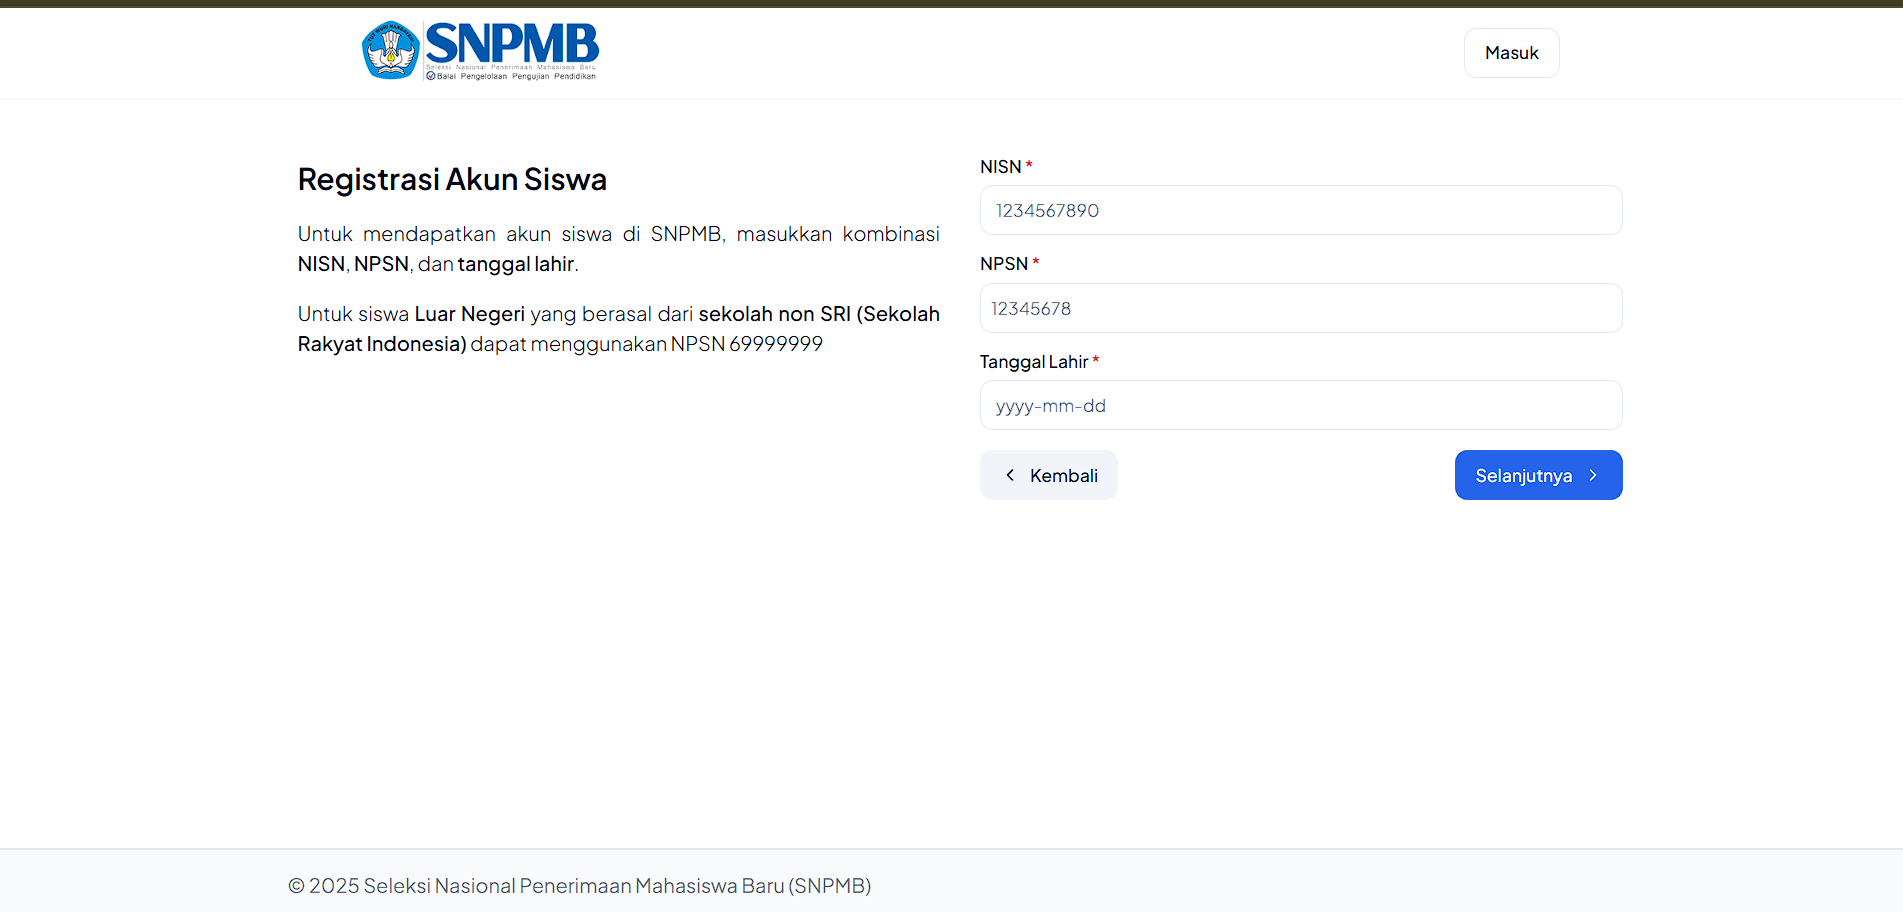 SNPMB
Seleksi Nasional Penerimaan Mahasiswa Baru
Balai Pengelolaan Pengujian Pendidikan
Masuk
Registrasi Akun Siswa
Untuk mendapatkan akun siswa di SNPMB, masukkan kombinasi
NISN, NPSN, dan tanggal lahir.
Untuk siswa Luar Negeri yang berasal dari sekolah non SRI (Sekolah
Rakyat Indonesia) dapat menggunakan NPSN 69999999
NISN *
1234567890
NPSN *
12345678
Tanggal Lahir *
yyyy-mm-dd
Kembali
Selanjutnya
© 2025 Seleksi Nasional Penerimaan Mahasiswa Baru (SNPMB)